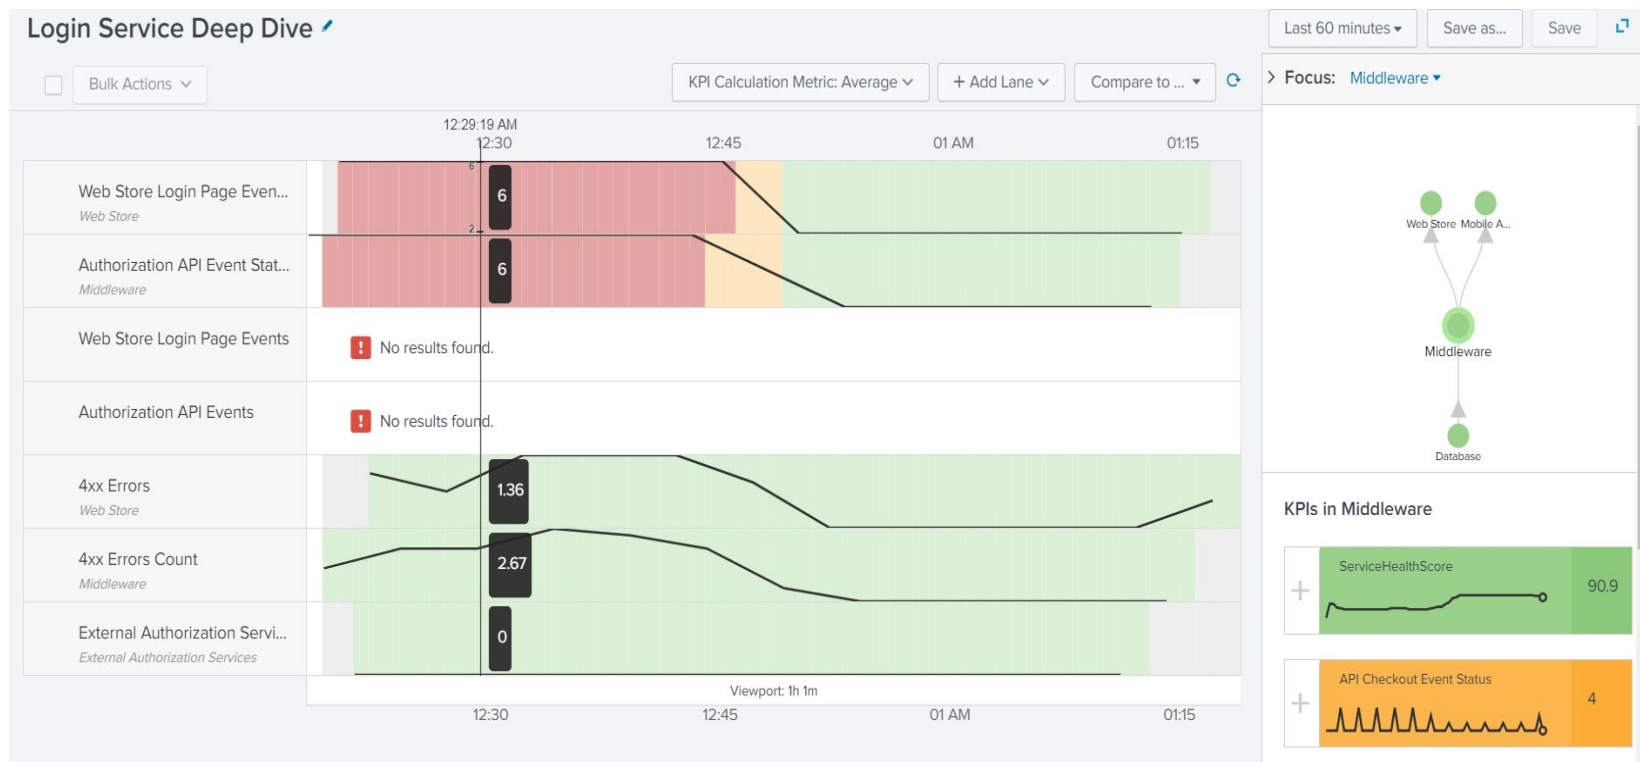 Login Service Deep Dive
Last 60 minutes
Save as...
Save
Bulk Actions
KPI Calculation Metric: Average
+ Add Lane
Compare to ...
Focus: Middleware
12:29:19 AM
12:30
12:45
01 AM
01:15
Web Store Login Page Even...
Web Store
6
2
6
Authorization API Event Stat...
Middleware
6
Web Store Login Page Events
No results found.
Authorization API Events
No results found.
4xx Errors
Web Store
1.36
4xx Errors Count
Middleware
2.67
External Authorization Servi...
External Authorization Services
0
Viewport: 1h 1m
12:30
12:45
01 AM
01:15
Web Store
Mobile A...
Middleware
Database
KPIs in Middleware
ServiceHealthScore
90.9
API Checkout Event Status
4